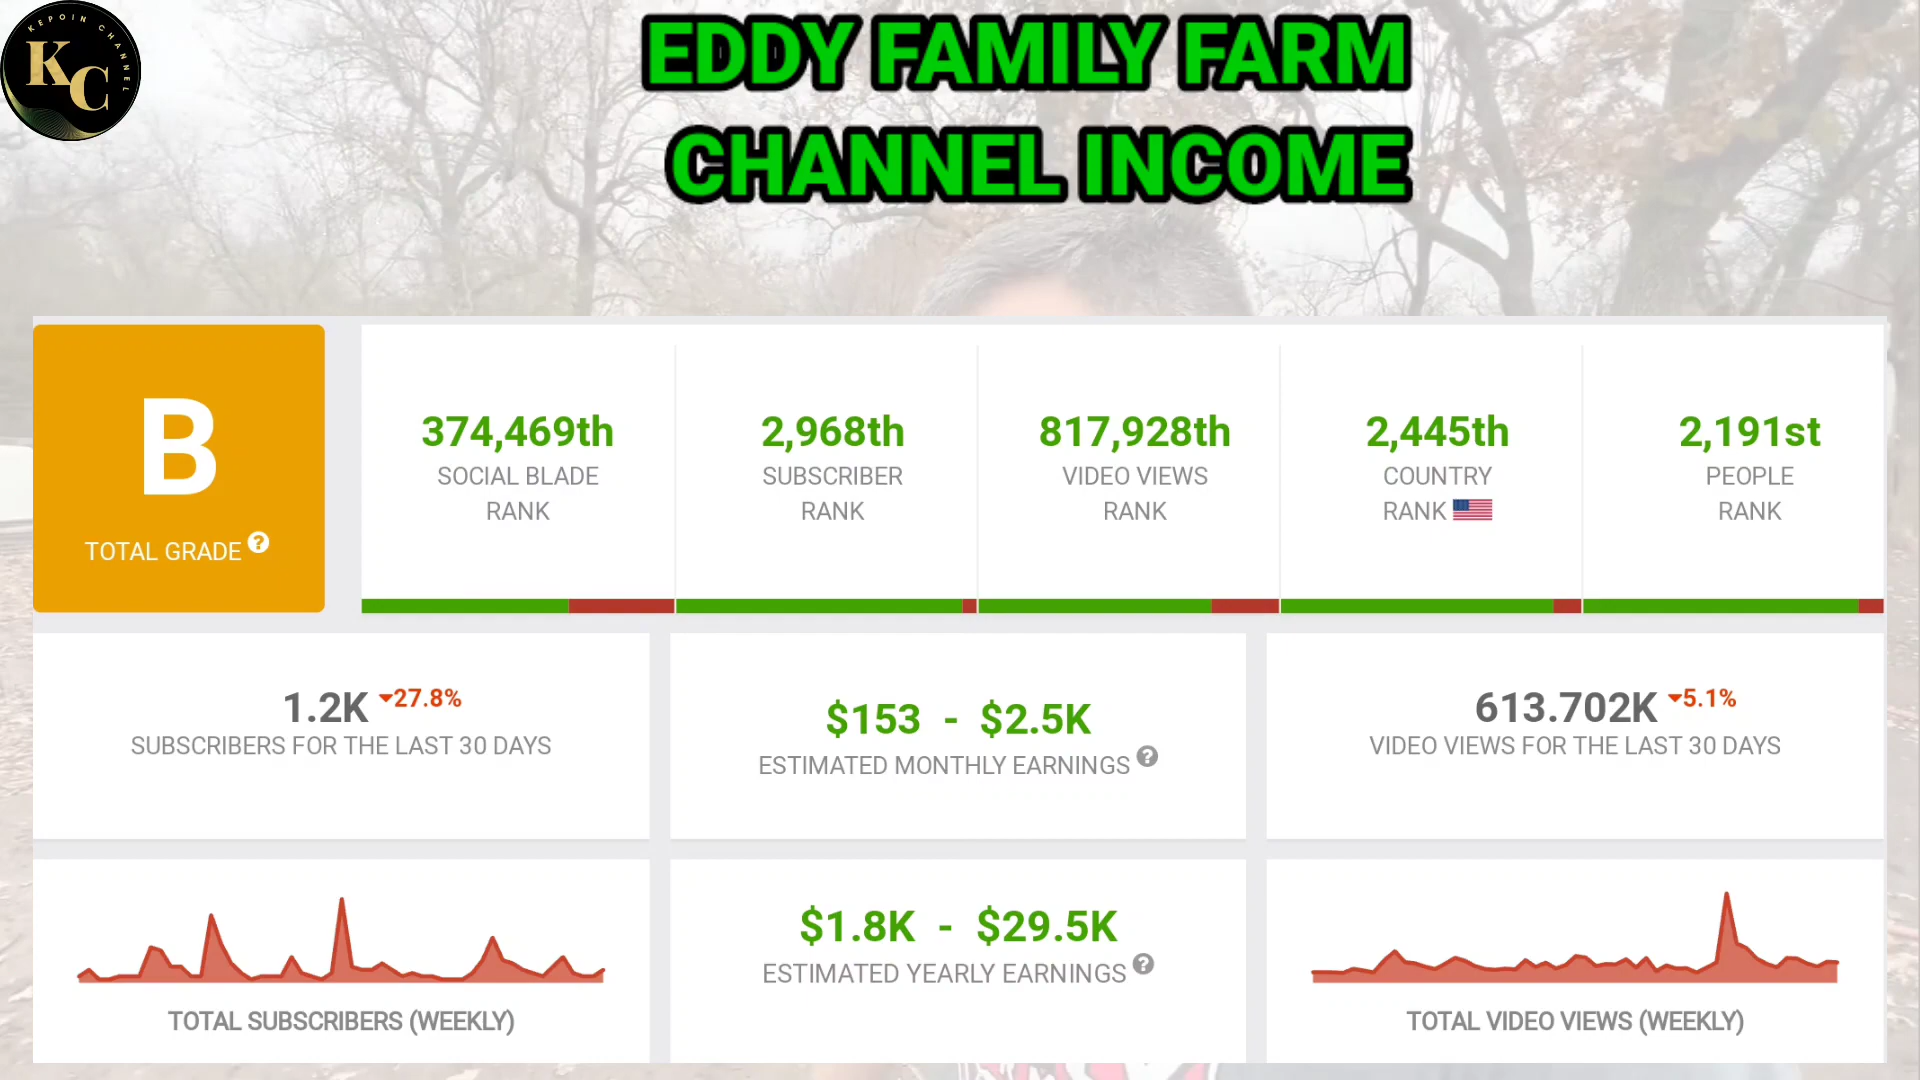 KEPOIN CHANNEL
KC
EDDY FAMILY FARM
CHANNEL INCOME
B
TOTAL GRADE ?
374,469th
SOCIAL BLADE
RANK
2,968th
SUBSCRIBER
RANK
817,928th
VIDEO VIEWS
RANK
2,445th
COUNTRY
RANK
2,191st
PEOPLE
RANK
1.2K 27.8%
SUBSCRIBERS FOR THE LAST 30 DAYS
$153 - $2.5K
ESTIMATED MONTHLY EARNINGS ?
613.702K 5.1%
VIDEO VIEWS FOR THE LAST 30 DAYS
TOTAL SUBSCRIBERS (WEEKLY)
$1.8K - $29.5K
ESTIMATED YEARLY EARNINGS ?
TOTAL VIDEO VIEWS (WEEKLY)